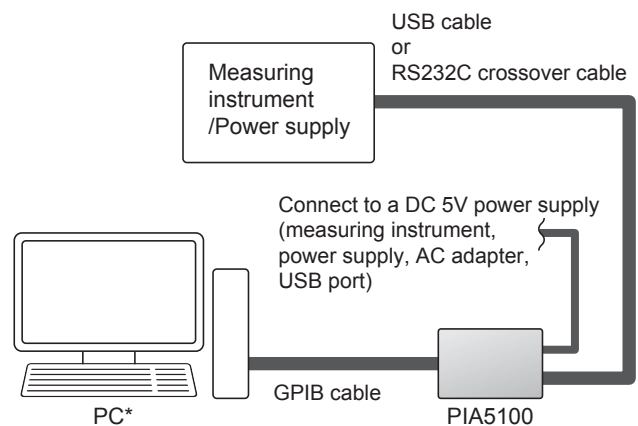 USB cable
or
RS232C crossover cable
Measuring
instrument
/Power supply
Connect to a DC 5V power supply
(measuring instrument,
power supply, AC adapter,
USB port)
GPIB cable
PC*
PIA5100